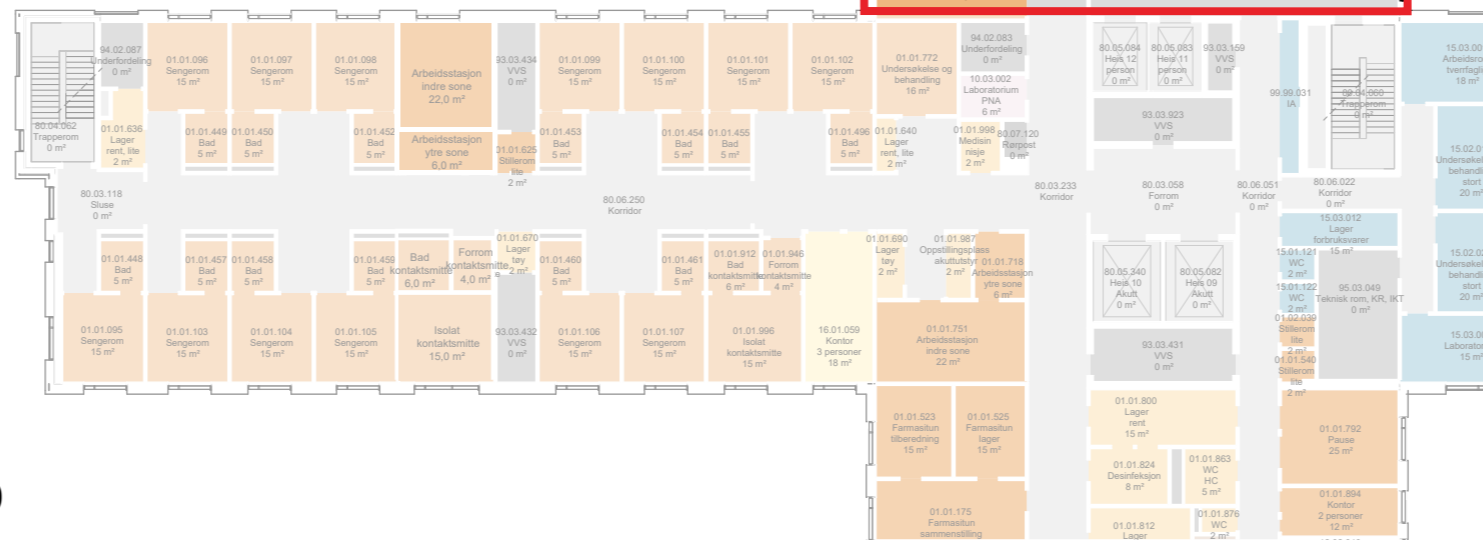 94.02.087
Underfordeling
0 m²
01.01.096
Sengerom
15 m²
01.01.097
Sengerom
15 m²
01.01.098
Sengerom
15 m²
Arbeidsstasjon
indre sone
22,0 m²
93.03.434
VVS
0 m²
01.01.099
Sengerom
15 m²
01.01.100
Sengerom
15 m²
01.01.101
Sengerom
15 m²
01.01.102
Sengerom
15 m²
01.01.772
Undersøkelse og
behandling
16 m²
94.02.083
Underfordeling
0 m²
10.03.002
Laboratorium
PNA
6 m²
80.05.084
Heis 12
person
0 m²
80.05.083
Heis 11
person
0 m²
93.03.159
VVS
0 m²
99.99.031
IA
80.04.060
Trapperom
0 m²
18 m²
80.04.062
Trapperom
0 m²
01.01.636
Lager
rent, lite
2 m²
01.01.449
Bad
5 m²
01.01.450
Bad
5 m²
01.01.452
Bad
5 m²
Arbeidsstasjon
ytre sone
6,0 m²
01.01.625
Stillerom
lite
2 m²
01.01.453
Bad
5 m²
01.01.454
Bad
5 m²
01.01.455
Bad
5 m²
01.01.496
Bad
5 m²
01.01.640
Lager
rent, lite
2 m²
01.01.998
Medisin
nisje
2 m²
80.07.120
Rørpost
0 m²
93.03.923
VVS
0 m²
stort
20 m²
80.03.118
Sluse
0 m²
80.06.250
Korridor
80.03.233
Korridor
80.03.058
Forrom
0 m²
80.06.051
Korridor
80.06.022
Korridor
0 m²
15.03.012
Lager
forbruksvarer
15 m²
01.01.448
Bad
5 m²
01.01.457
Bad
5 m²
01.01.458
Bad
5 m²
01.01.459
Bad
5 m²
Bad
kontaktsmitte
6,0 m²
Forrom
kontaktsmitte
4,0 m²
01.01.670
Lager
tøy
2 m²
01.01.460
Bad
5 m²
01.01.461
Bad
5 m²
01.01.912
Bad
kontaktsmitte
6 m²
01.01.946
Forrom
kontaktsmitte
4 m²
01.01.690
Lager
tøy
2 m²
01.01.987
Oppstillingsplass
akuttutstyr
2 m²
01.01.718
Arbeidsstasjon
ytre sone
6 m²
80.05.340
Heis 10
Akutt
0 m²
80.05.082
Heis 09
Akutt
0 m²
15.01.121
WC
2 m²
15.01.122
WC
2 m²
95.03.049
Teknisk rom, KR, IKT
0 m²
stort
20 m²
01.01.095
Sengerom
15 m²
01.01.103
Sengerom
15 m²
01.01.104
Sengerom
15 m²
01.01.105
Sengerom
15 m²
Isolat
kontaktsmitte
15,0 m²
93.03.432
VVS
0 m²
01.01.106
Sengerom
15 m²
01.01.107
Sengerom
15 m²
01.01.996
Isolat
kontaktsmitte
15 m²
16.01.059
Kontor
3 personer
18 m²
01.01.751
Arbeidsstasjon
indre sone
22 m²
93.03.431
VVS
0 m²
01.02.039
Stillerom
lite
2 m²
01.01.540
Stillerom
lite
2 m²
15 m²
01.01.523
Farmasitun
tilberedning
15 m²
01.01.525
Farmasitun
lager
15 m²
01.01.800
Lager
rent
15 m²
01.01.792
Pause
25 m²
01.01.824
Desinfeksjon
8 m²
01.01.863
WC
HC
5 m²
01.01.894
Kontor
2 personer
12 m²
01.01.175
Farmasitun
sammenstilling
01.01.812
Lager
01.01.876
WC
2 m²